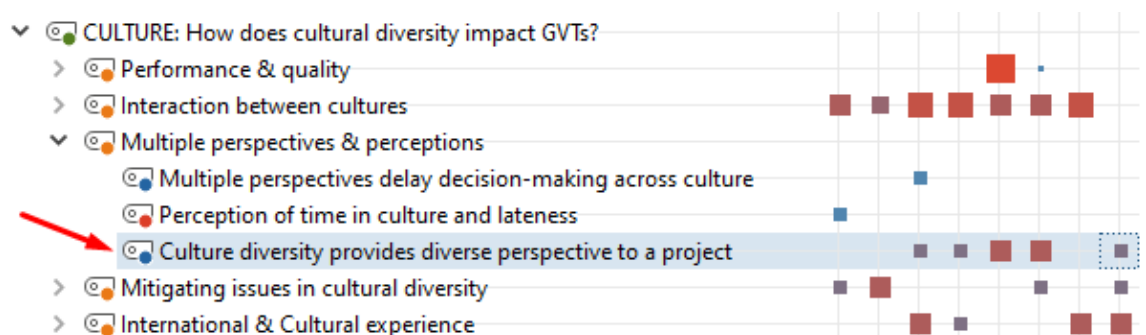 CULTURE: How does cultural diversity impact GVTs?
Performance & quality
Interaction between cultures
Multiple perspectives & perceptions
Multiple perspectives delay decision-making across culture
Perception of time in culture and lateness
Culture diversity provides diverse perspective to a project
Mitigating issues in cultural diversity
International & Cultural experience